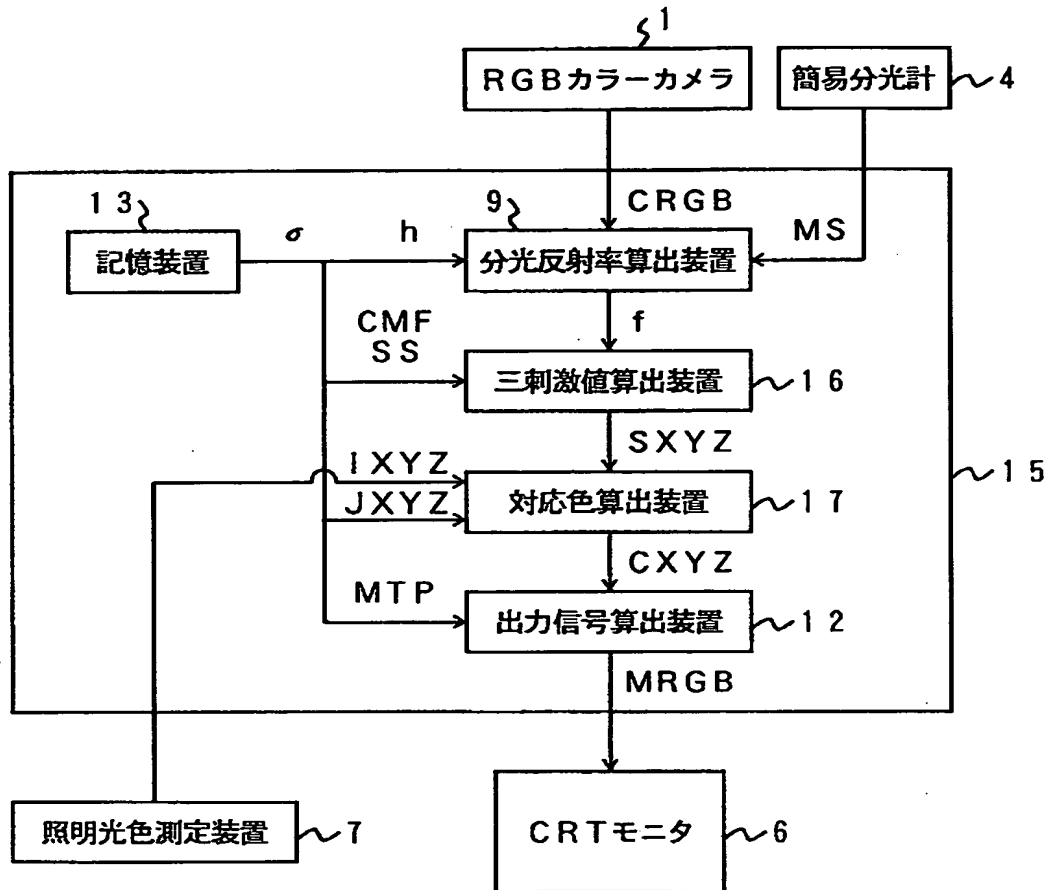 1
RGBカラーカメラ
簡易分光計
4
13
9
CRGB
MS
記憶装置
σ
h
分光反射率算出装置
f
CMF
SS
三刺激値算出装置
16
SXYZ
IXYZ
15
JXYZ
対応色算出装置
17
CXYZ
MTP
出力信号算出装置
12
MRGB
照明光色測定装置
7
CRTモニタ
6